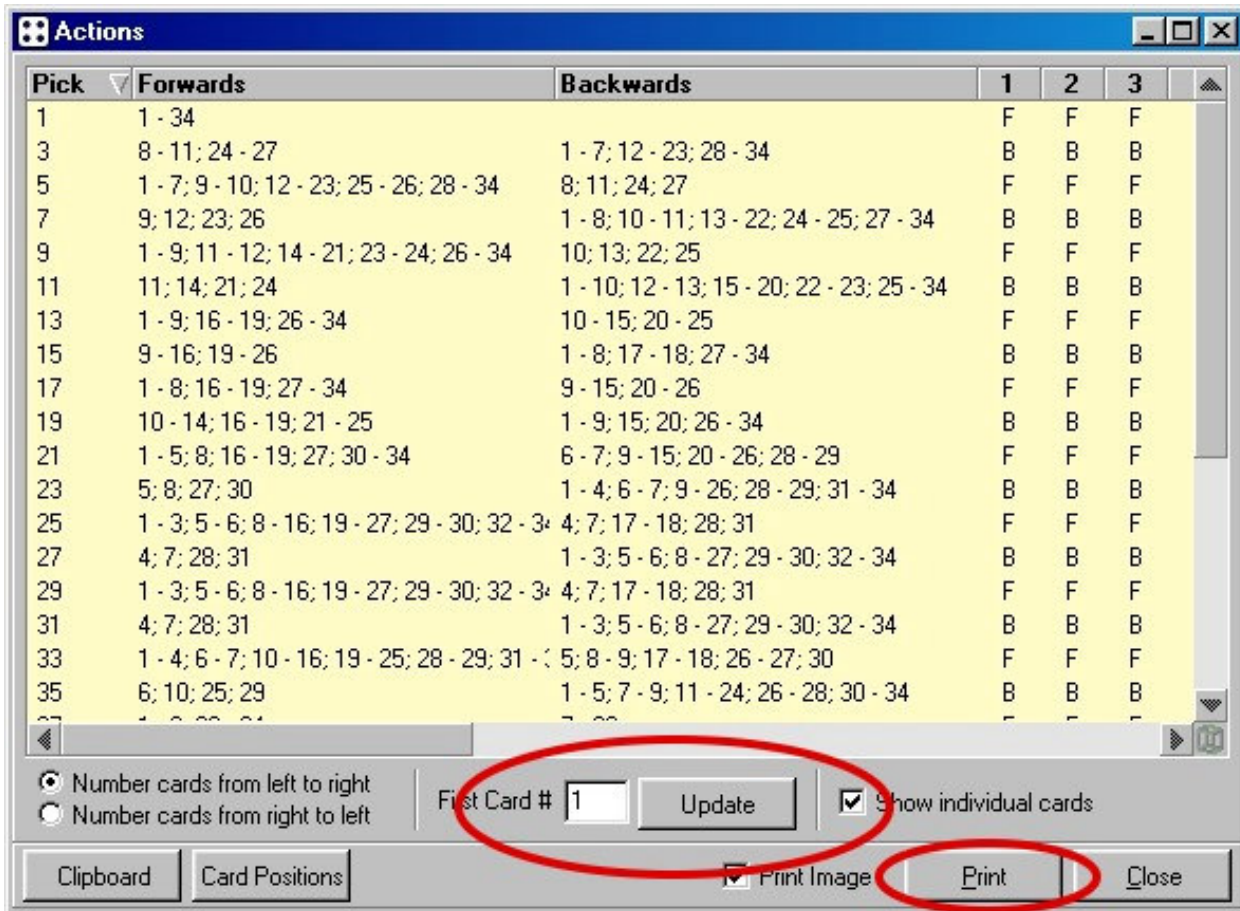 Actions
Pick Forwards Backwards 1 2 3
1 1 - 34 F F F
3 8 - 11; 24 - 27 1 - 7; 12 - 23; 28 - 34 B B B
5 1 - 7; 9 - 10; 12 - 23; 25 - 26; 28 - 34 8; 11; 24; 27 F F F
7 9; 12; 23; 26 1 - 8; 10 - 11; 13 - 22; 24 - 25; 27 - 34 B B B
9 1 - 9; 11 - 12; 14 - 21; 23 - 24; 26 - 34 10; 13; 22; 25 F F F
11 11; 14; 21; 24 1 - 10; 12 - 13; 15 - 20; 22 - 23; 25 - 34 B B B
13 1 - 9; 16 - 19; 26 - 34 10 - 15; 20 - 25 F F F
15 9 - 16; 19 - 26 1 - 8; 17 - 18; 27 - 34 B B B
17 1 - 8; 16 - 19; 27 - 34 9 - 15; 20 - 26 F F F
19 10 - 14; 16 - 19; 21 - 25 1 - 9; 15; 20; 26 - 34 B B B
21 1 - 5; 8; 16 - 19; 27; 30 - 34 6 - 7; 9 - 15; 20 - 26; 28 - 29 F F F
23 5; 8; 27; 30 1 - 4; 6 - 7; 9 - 26; 28 - 29; 31 - 34 B B B
25 1 - 3; 5 - 6; 8 - 16; 19 - 27; 29 - 30; 32 - 34 4; 7; 17 - 18; 28; 31 F F F
27 4; 7; 28; 31 1 - 3; 5 - 6; 8 - 27; 29 - 30; 32 - 34 B B B
29 1 - 3; 5 - 6; 8 - 16; 19 - 27; 29 - 30; 32 - 34 4; 7; 17 - 18; 28; 31 F F F
31 4; 7; 28; 31 1 - 3; 5 - 6; 8 - 27; 29 - 30; 32 - 34 B B B
33 1 - 4; 6 - 7; 10 - 16; 19 - 25; 28 - 29; 31 - 5; 8 - 9; 17 - 18; 26 - 27; 30 F F F
35 6; 10; 25; 29 1 - 5; 7 - 9; 11 - 24; 26 - 28; 30 - 34 B B B
Number cards from left to right
Number cards from right to left
First Card # 1 Update
Show individual cards
Clipboard Card Positions Print Image Print Close